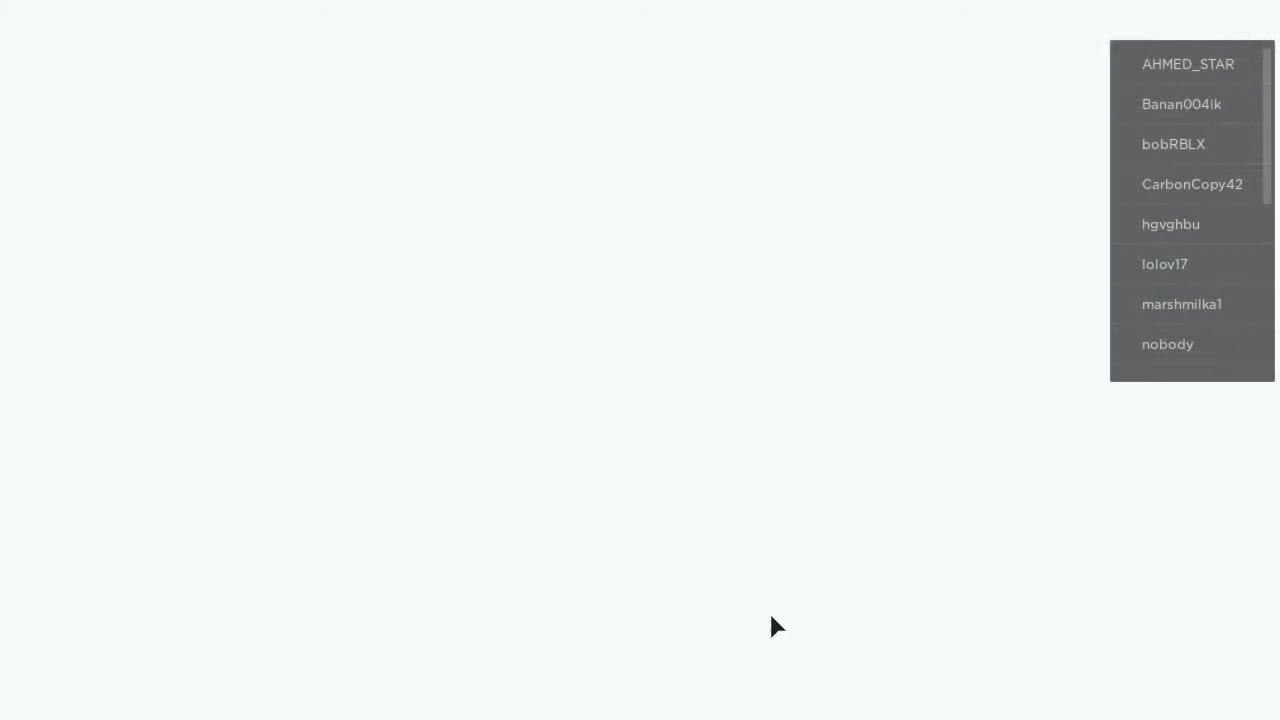 AHMED_STAR
Banan004ik
bobRBLX
CarbonCopy42
hgvghbu
lolov17
marshmilka1
nobody